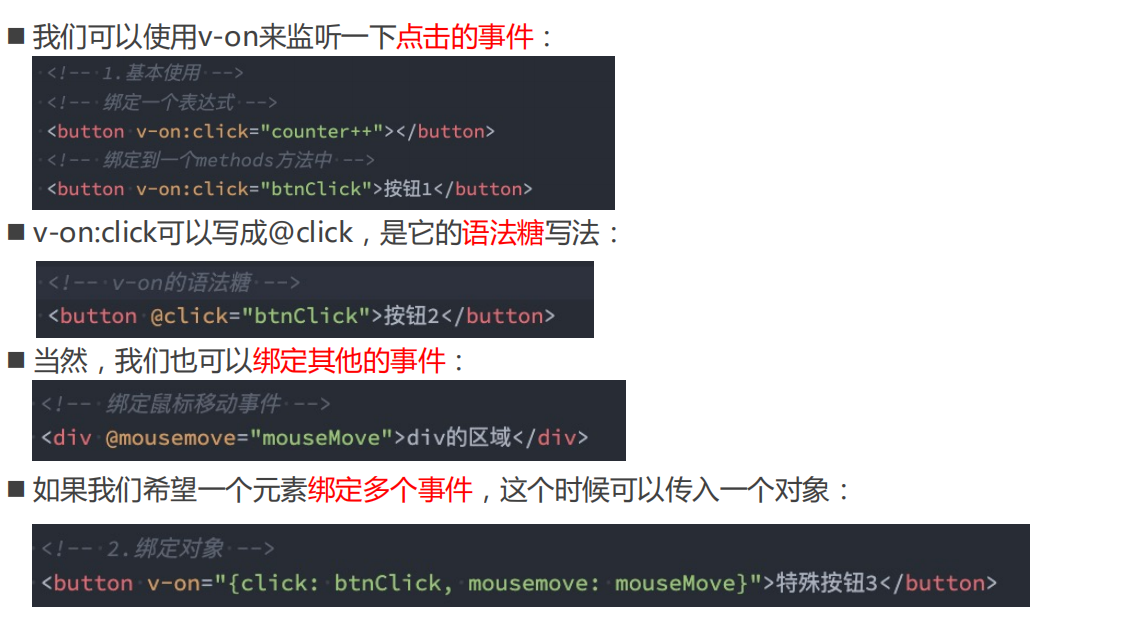 ■ 我们可以使用v-on来监听一下点击的事件：
<!-- 1.基本使用 -->
<!-- 绑定一个表达式 -->
<button v-on:click="counter++"></button>
<!-- 绑定到一个methods方法中 -->
<button v-on:click="btnClick">按钮1</button>
■ v-on:click可以写成@click，是它的语法糖写法：
<!-- v-on的语法糖 -->
<button @click="btnClick">按钮2</button>
■ 当然，我们也可以绑定其他的事件：
<!-- 绑定鼠标移动事件 -->
<div @mousemove="mouseMove">div的区域</div>
■ 如果我们希望一个元素绑定多个事件，这个时候可以传入一个对象：
<!-- 2.绑定对象 -->
<button v-on="{click: btnClick, mousemove: mouseMove}">特殊按钮3</button>